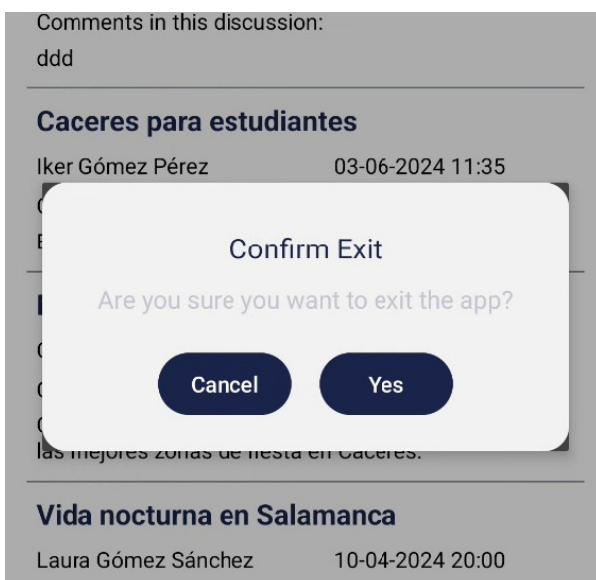 Comments in this discussion:
ddd
Caceres para estudiantes
Iker Gómez Pérez 03-06-2024 11:35
Confirm Exit
Are you sure you want to exit the app?
Cancel Yes
las mejores zonas de fiesta en Cáceres.
Vida nocturna en Salamanca
Laura Gómez Sánchez 10-04-2024 20:00